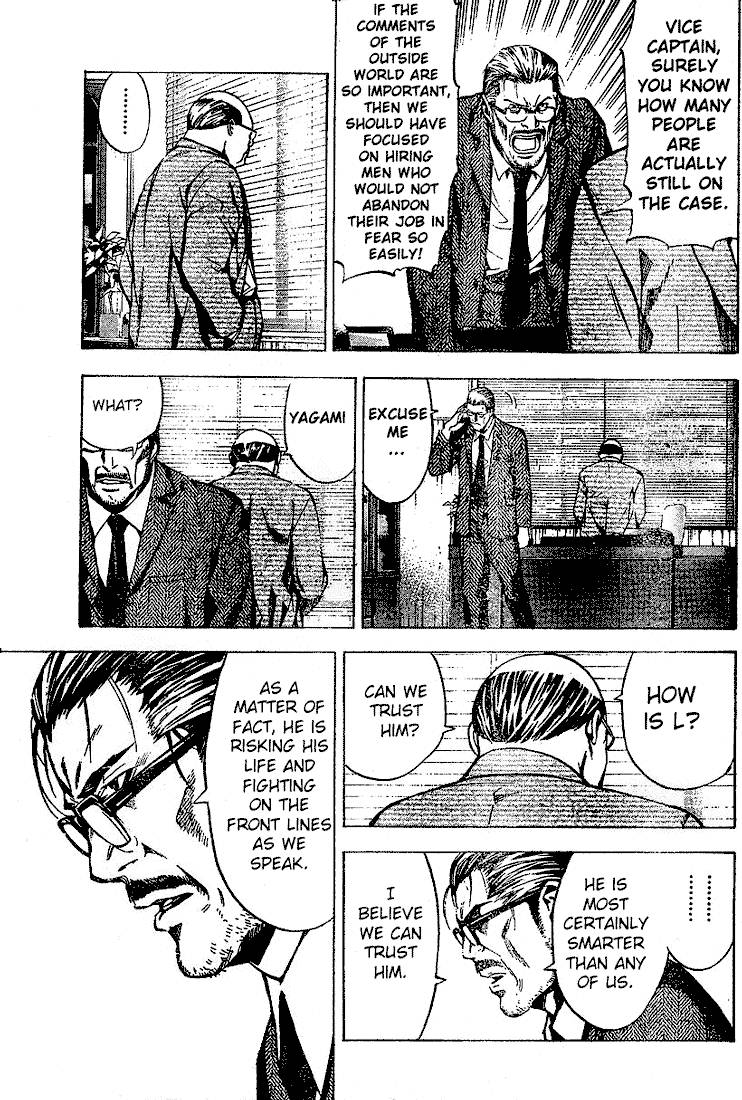 VICE
CAPTAIN,
SURELY
YOU KNOW
HOW MANY
PEOPLE
ARE
ACTUALLY
STILL ON
THE CASE.
IF THE
COMMENTS
OF THE
OUTSIDE
WORLD ARE
SO IMPORTANT,
THEN WE
SHOULD HAVE
FOCUSED
ON HIRING
MEN WHO
WOULD NOT
ABANDON
THEIR JOB IN
FEAR SO
EASILY!
........
EXCUSE
ME
...
YAGAMI
WHAT?
HOW
IS L?
CAN WE
TRUST
HIM?
........
HE IS
MOST
CERTAINLY
SMARTER
THAN ANY
OF US.
I
BELIEVE
WE CAN
TRUST
HIM.
AS A
MATTER OF
FACT, HE IS
RISKING HIS
LIFE AND
FIGHTING
ON THE
FRONT LINES
AS WE
SPEAK.